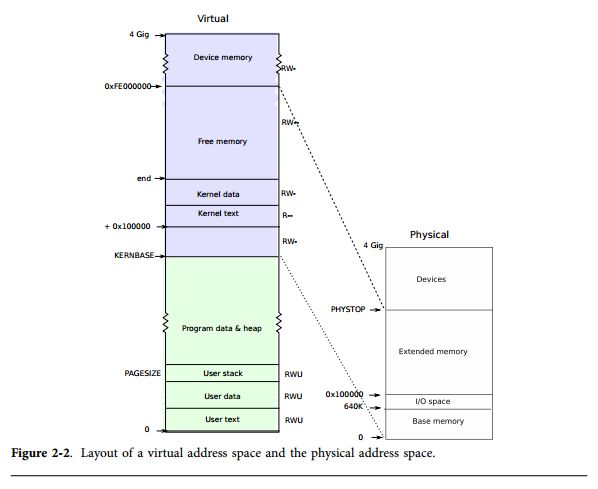 Virtual
4 Gig
Device memory
RW-
0xFE000000
RW--
Free memory
end
Kernel data
RW-
Kernel text
R--
+ 0x100000
RW-
KERNBASE
Program data & heap
PAGESIZE
User stack
RWU
User data
RWU
User text
RWU
0
Physical
4 Gig
Devices
PHYSTOP
Extended memory
0x100000
I/O space
640K
Base memory
0
Figure 2-2. Layout of a virtual address space and the physical address space.